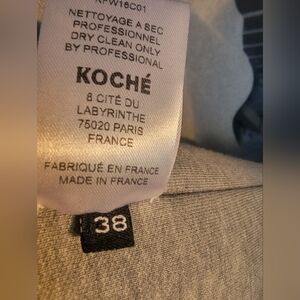 NETTOYAGE A SEC
PROFESSIONNEL
DRY CLEAN ONLY
BY PROFESSIONAL
KOCHÉ
8 CITÉ DU
LABYRINTHE
75020 PARIS
FRANCE
FABRIQUÉ EN FRANCE
MADE IN FRANCE
38